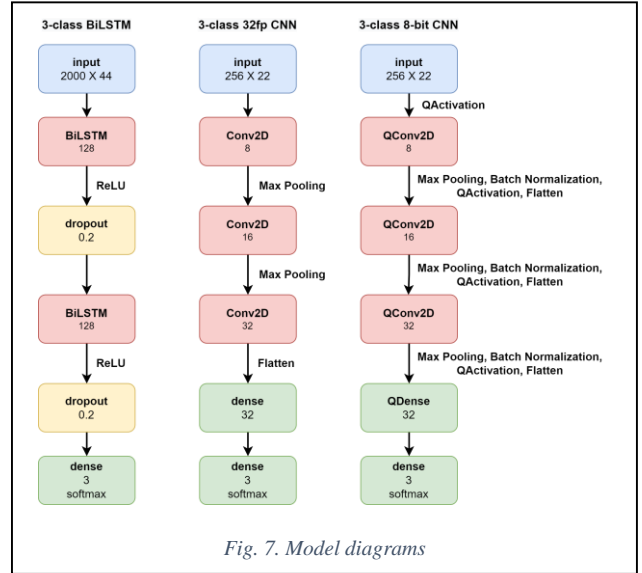 3-class BiLSTM
input
2000 X 44
BiLSTM
128
ReLU
dropout
0.2
BiLSTM
128
ReLU
dropout
0.2
dense
3
softmax
3-class 32fp CNN
input
256 X 22
Conv2D
8
Max Pooling
Conv2D
16
Max Pooling
Conv2D
32
Flatten
dense
32
dense
3
softmax
3-class 8-bit CNN
input
256 X 22
QActivation
QConv2D
8
Max Pooling, Batch Normalization,
QActivation, Flatten
QConv2D
16
Max Pooling, Batch Normalization,
QActivation, Flatten
QConv2D
32
Max Pooling, Batch Normalization,
QActivation, Flatten
QDense
32
dense
3
softmax
Fig. 7. Model diagrams